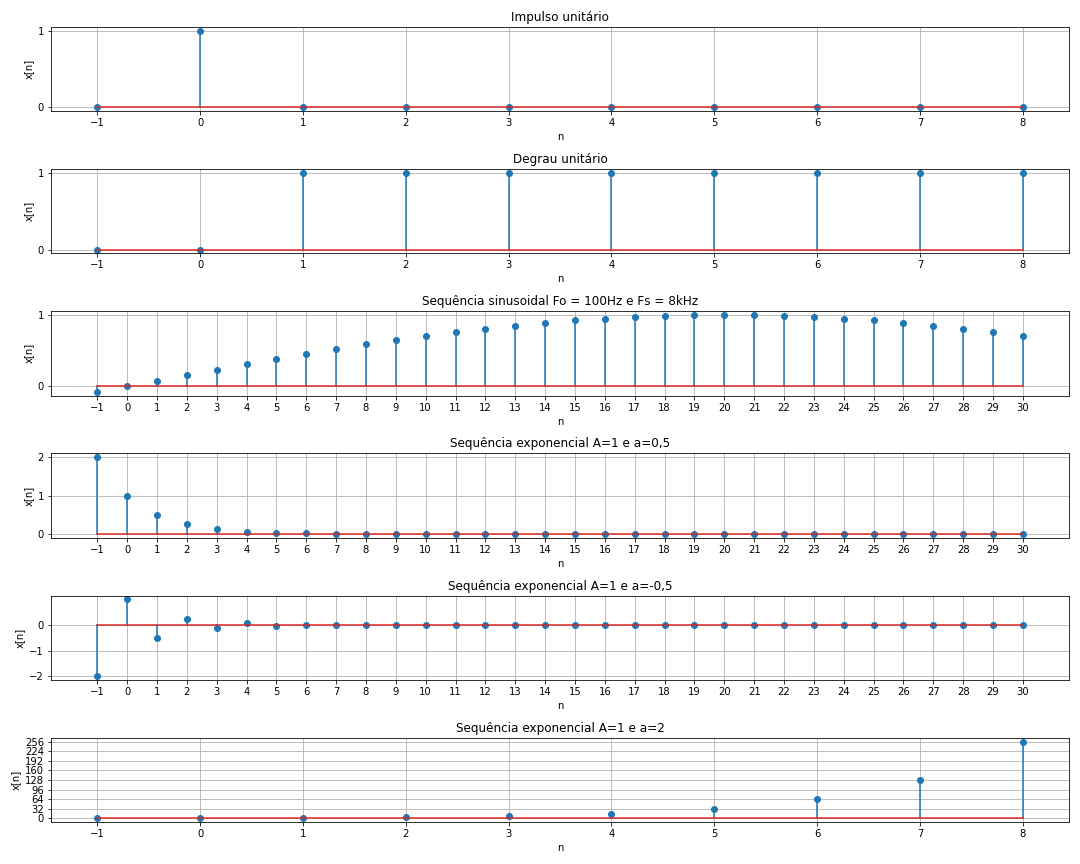 Impulso unitário
1
x[n]
0
−1 0 1 2 3 4 5 6 7 8
n
Degrau unitário
1
x[n]
0
−1 0 1 2 3 4 5 6 7 8
n
Sequência sinusoidal Fo = 100Hz e Fs = 8kHz
1
x[n]
0
−1 0 1 2 3 4 5 6 7 8 9 10 11 12 13 14 15 16 17 18 19 20 21 22 23 24 25 26 27 28 29 30
n
Sequência exponencial A=1 e a=0,5
2
1
x[n]
0
−1 0 1 2 3 4 5 6 7 8 9 10 11 12 13 14 15 16 17 18 19 20 21 22 23 24 25 26 27 28 29 30
n
Sequência exponencial A=1 e a=-0,5
0
x[n]
−1
−2
−1 0 1 2 3 4 5 6 7 8 9 10 11 12 13 14 15 16 17 18 19 20 21 22 23 24 25 26 27 28 29 30
n
Sequência exponencial A=1 e a=2
256
224
192
160
x[n]
128
96
64
32
0
−1 0 1 2 3 4 5 6 7 8
n